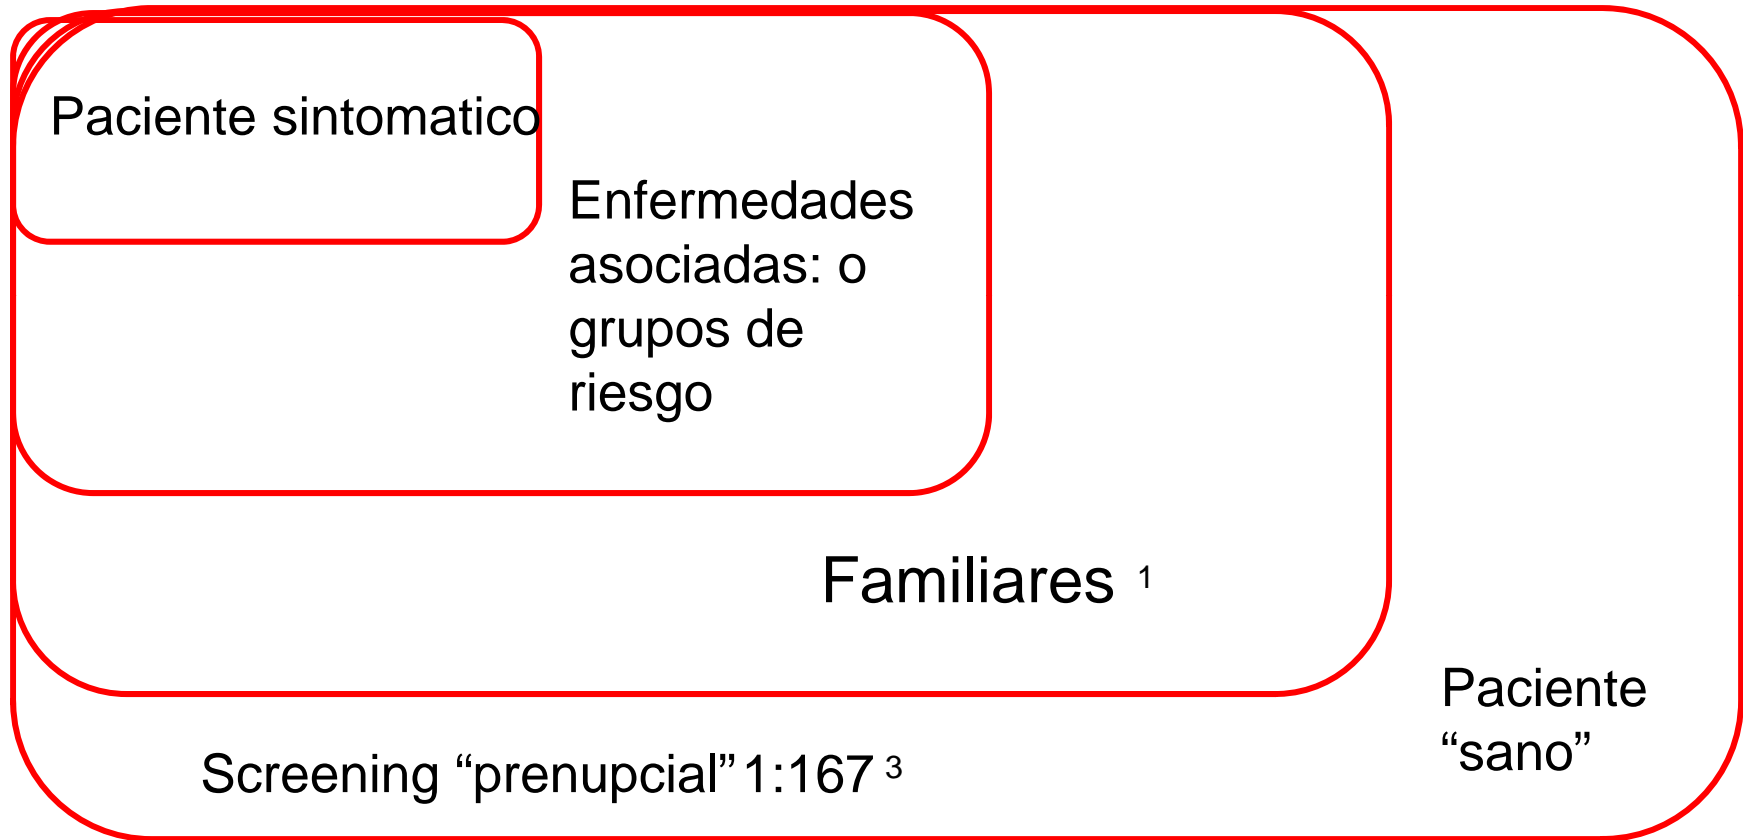 Paciente sintomatico
Enfermedades
asociadas: o
grupos de
riesgo
Familiares 1
Paciente
“sano”
Screening “prenupcial” 1:167 3